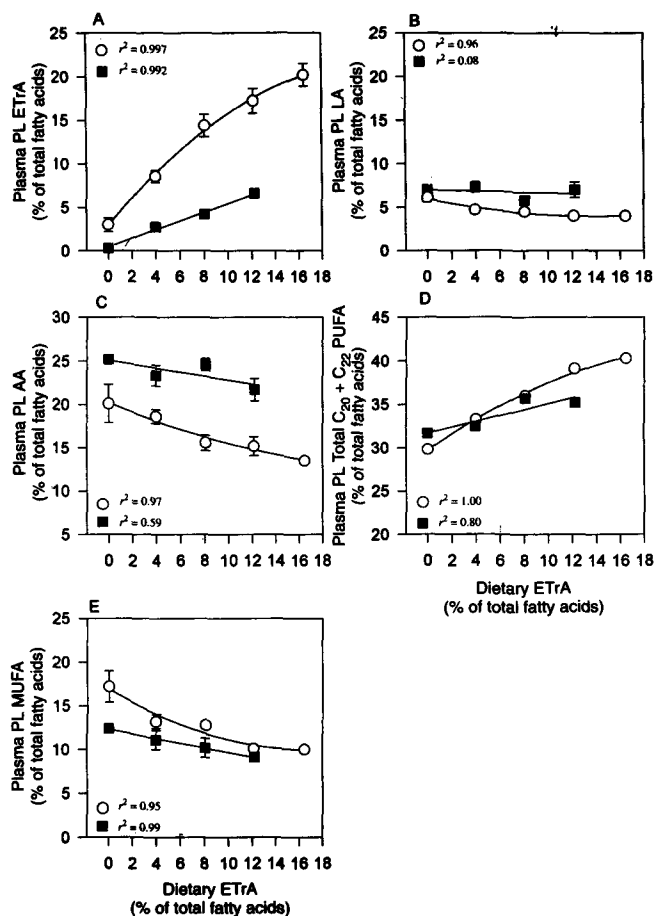 A
r² = 0.997
r² = 0.992
Plasma PL ETrA
(% of total fatty acids)
25
20
15
10
5
0
0 2 4 6 8 10 12 14 16 18
B
r² = 0.96
r² = 0.08
Plasma PL LA
(% of total fatty acids)
25
20
15
10
5
0
0 2 4 6 8 10 12 14 16 18
C
Plasma PL AA
(% of total fatty acids)
30
25
20
15
10
5
r² = 0.97
r² = 0.59
0 2 4 6 8 10 12 14 16 18
D
Plasma PL Total C₂₀ + C₂₂ PUFA
(% of total fatty acids)
45
40
35
30
25
20
r² = 1.00
r² = 0.80
0 2 4 6 8 10 12 14 16 18
Dietary ETrA
(% of total fatty acids)
E
Plasma PL MUFA
(% of total fatty acids)
25
20
15
10
5
0
r² = 0.95
r² = 0.99
0 2 4 6 8 10 12 14 16 18
Dietary ETrA
(% of total fatty acids)